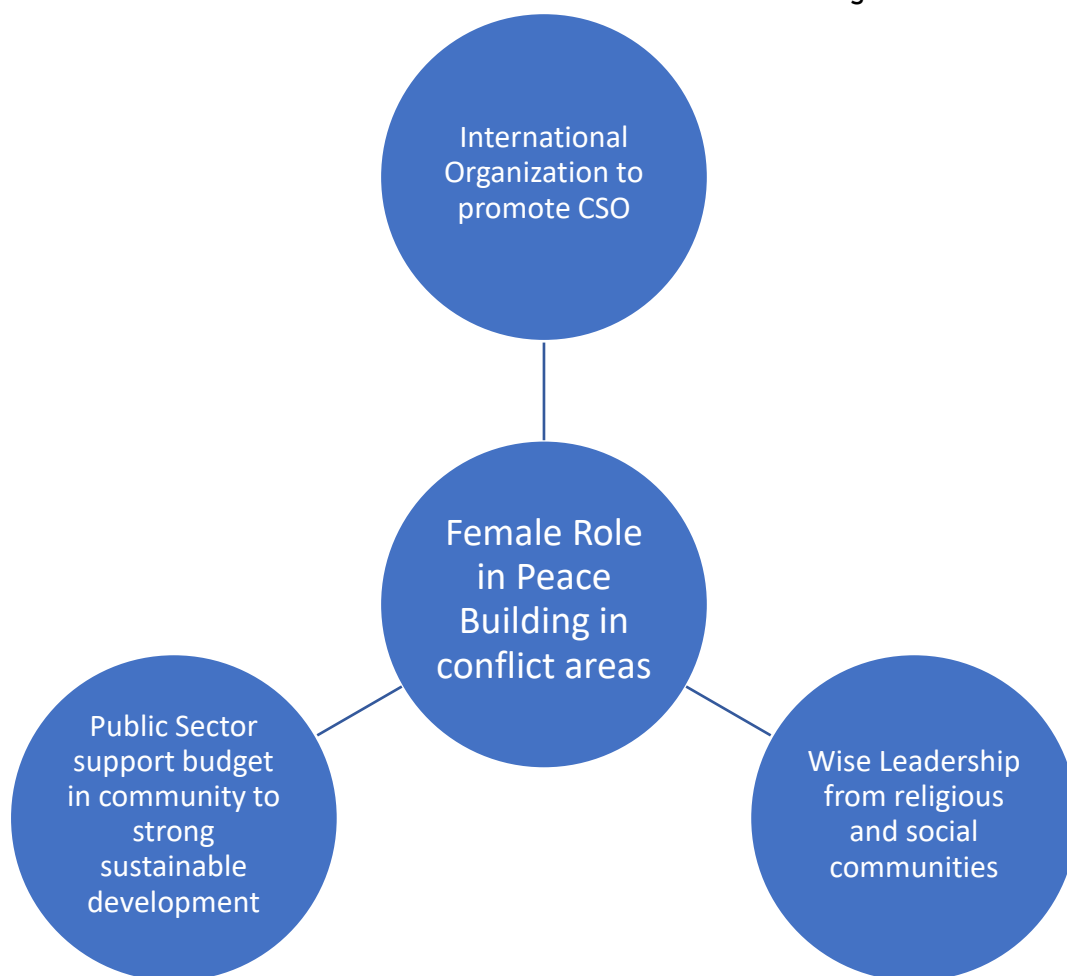 International
Organization to
promote CSO
Female Role
in Peace
Building in
conflict areas
Public Sector
support budget
in community to
strong
sustainable
development
Wise Leadership
from religious
and social
communities